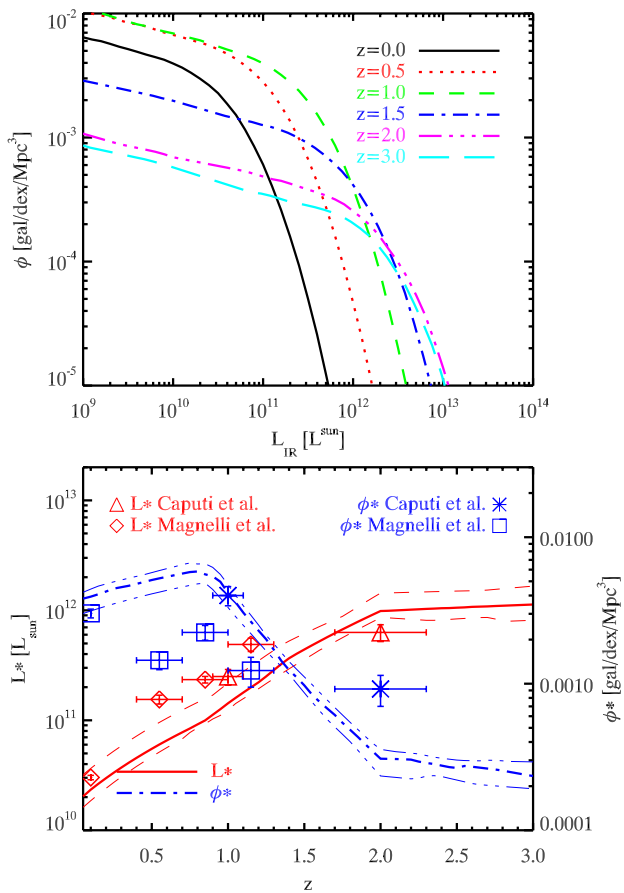 10^-2
10^-3
10^-4
10^-5
ϕ [gal/dex/Mpc^3]
z=0.0
z=0.5
z=1.0
z=1.5
z=2.0
z=3.0
10^9 10^10 10^11 10^12 10^13 10^14
L_IR [L^sun]
10^13
10^12
10^11
10^10
L* [L_sun]
L* Caputi et al.
L* Magnelli et al.
ϕ* Caputi et al.
ϕ* Magnelli et al.
L*
ϕ*
0.0100
0.0010
0.0001
ϕ* [gal/dex/Mpc^3]
0.5 1.0 1.5 2.0 2.5 3.0
z